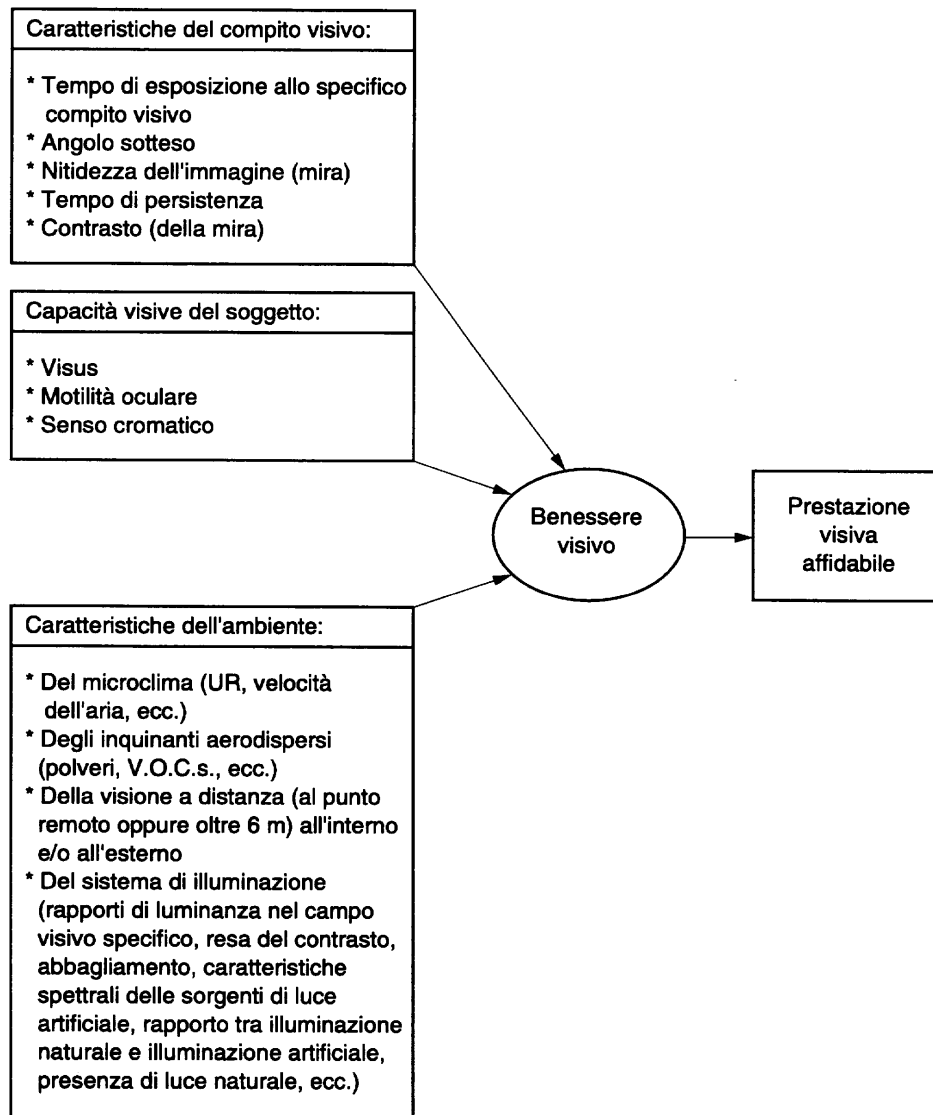 Caratteristiche del compito visivo:
* Tempo di esposizione allo specifico
compito visivo
* Angolo sotteso
* Nitidezza dell'immagine (mira)
* Tempo di persistenza
* Contrasto (della mira)
Capacità visive del soggetto:
* Visus
* Motilità oculare
* Senso cromatico
Benessere
visivo
Prestazione
visiva
affidabile
Caratteristiche dell'ambiente:
* Del microclima (UR, velocità
dell'aria, ecc.)
* Degli inquinanti aerodispersi
(polveri, V.O.C.s., ecc.)
* Della visione a distanza (al punto
remoto oppure oltre 6 m) all'interno
e/o all'esterno
* Del sistema di illuminazione
(rapporti di luminanza nel campo
visivo specifico, resa del contrasto,
abbagliamento, caratteristiche
spettrali delle sorgenti di luce
artificiale, rapporto tra illuminazione
naturale e illuminazione artificiale,
presenza di luce naturale, ecc.)